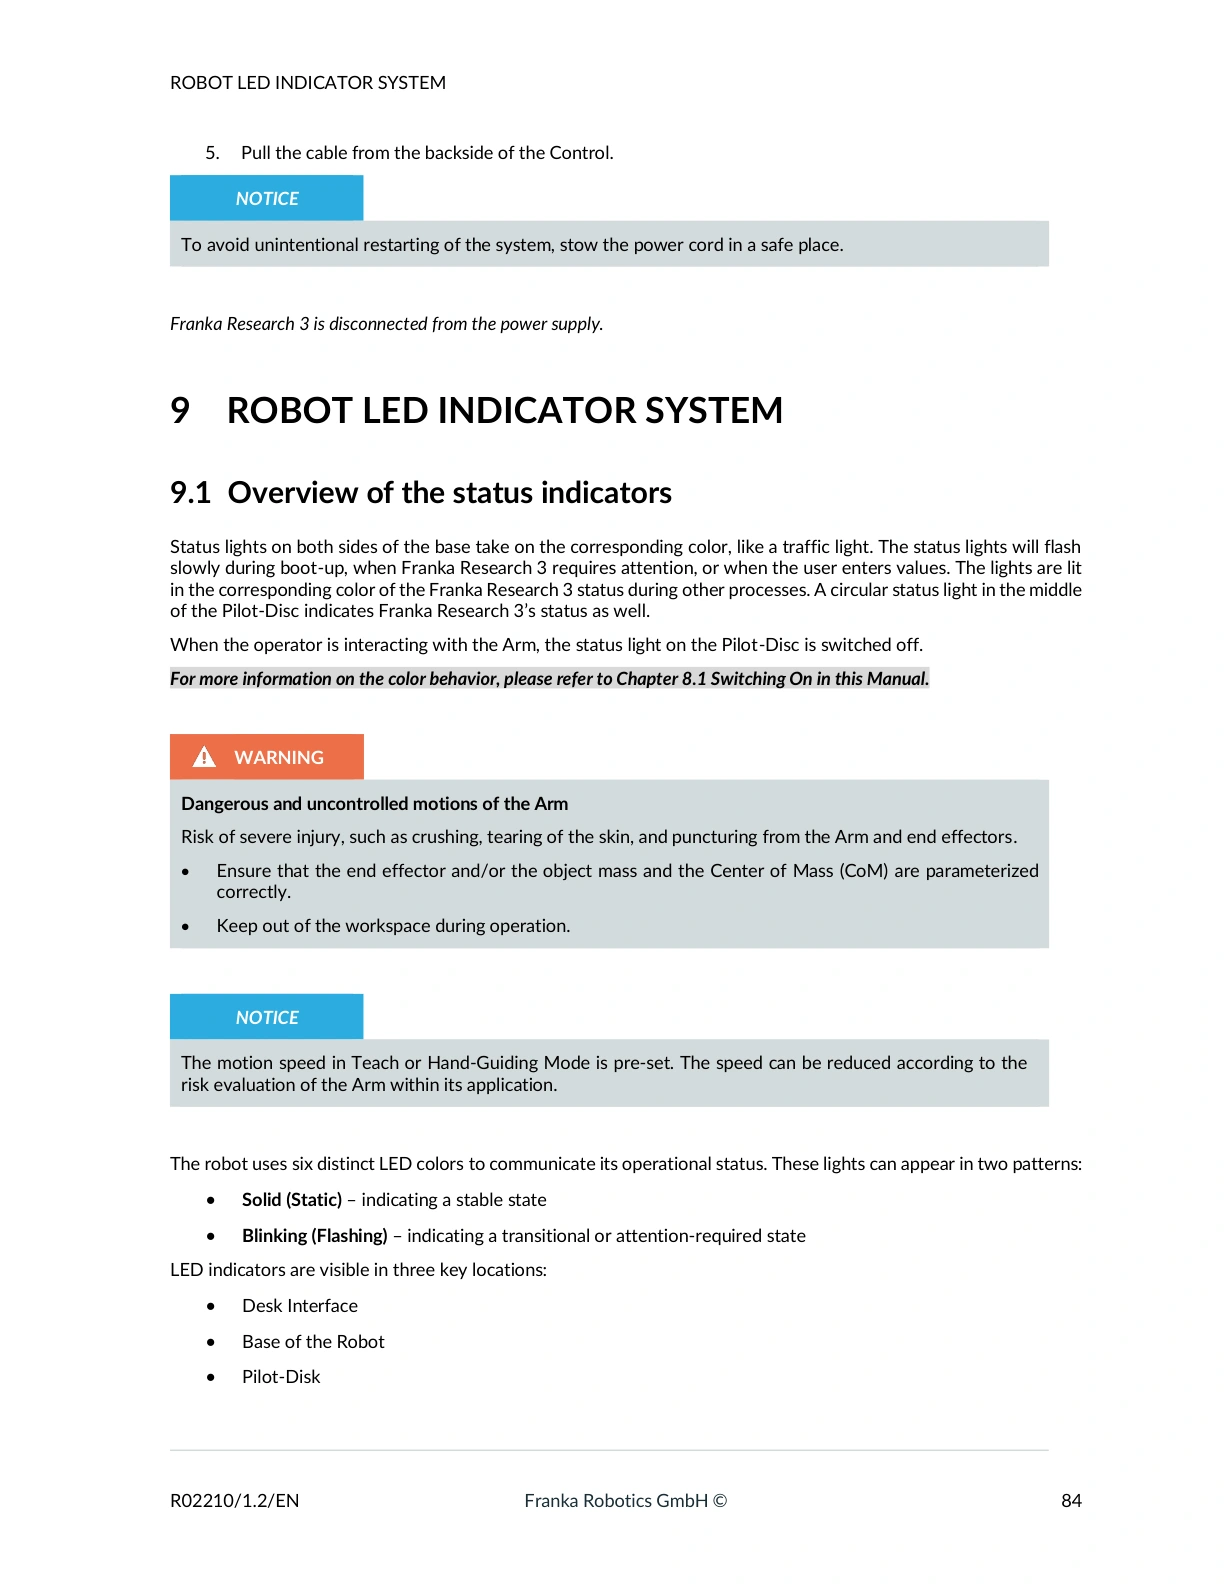 ROBOT LED INDICATOR SYSTEM
5. Pull the cable from the backside of the Control.
NOTICE
To avoid unintentional restarting of the system, stow the power cord in a safe place.
Franka Research 3 is disconnected from the power supply.
9 ROBOT LED INDICATOR SYSTEM
9.1 Overview of the status indicators
Status lights on both sides of the base take on the corresponding color, like a traffic light. The status lights will flash
slowly during boot-up, when Franka Research 3 requires attention, or when the user enters values. The lights are lit
in the corresponding color of the Franka Research 3 status during other processes. A circular status light in the middle
of the Pilot-Disc indicates Franka Research 3’s status as well.
When the operator is interacting with the Arm, the status light on the Pilot-Disc is switched off.
For more information on the color behavior, please refer to Chapter 8.1 Switching On in this Manual.
WARNING
Dangerous and uncontrolled motions of the Arm
Risk of severe injury, such as crushing, tearing of the skin, and puncturing from the Arm and end effectors.
• Ensure that the end effector and/or the object mass and the Center of Mass (CoM) are parameterized
correctly.
• Keep out of the workspace during operation.
NOTICE
The motion speed in Teach or Hand-Guiding Mode is pre-set. The speed can be reduced according to the
risk evaluation of the Arm within its application.
The robot uses six distinct LED colors to communicate its operational status. These lights can appear in two patterns:
• Solid (Static) – indicating a stable state
• Blinking (Flashing) – indicating a transitional or attention-required state
LED indicators are visible in three key locations:
• Desk Interface
• Base of the Robot
• Pilot-Disk
R02210/1.2/EN Franka Robotics GmbH © 84